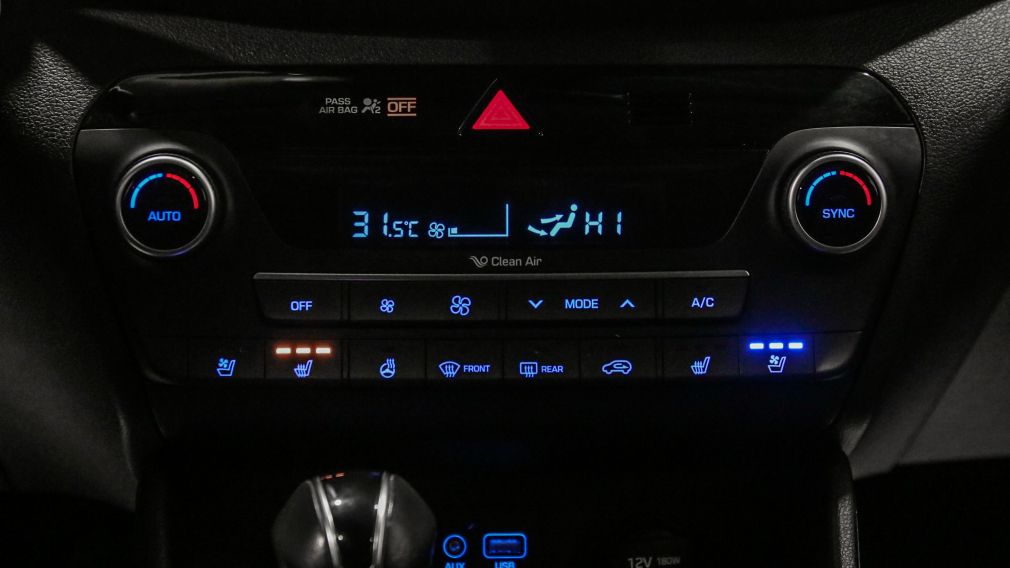 PASS
AIR BAG 2 OFF
AUTO
31.5°C
HI
SYNC
Clean Air
OFF
MODE
A/C
FRONT
REAR
AUX
USB
12V 180W